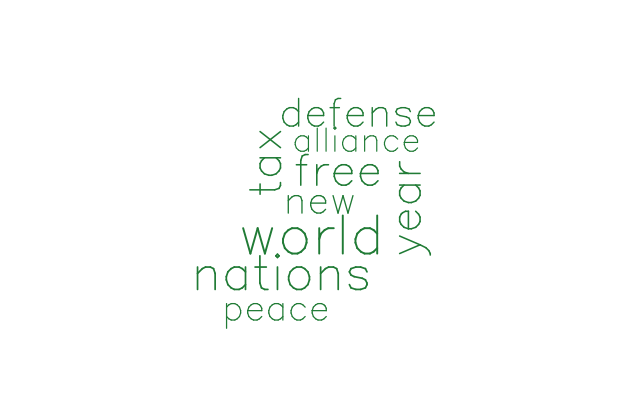 defense
alliance
tax
free
year
new
world
nations
peace